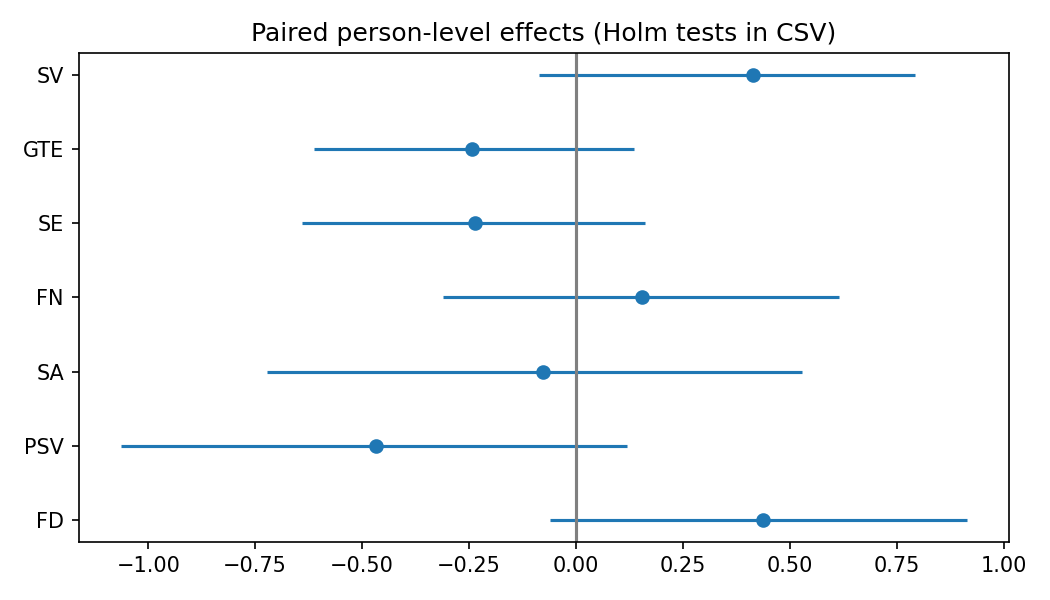 Paired person-level effects (Holm tests in CSV)
SV
GTE
SE
FN
SA
PSV
FD
−1.00 −0.75 −0.50 −0.25 0.00 0.25 0.50 0.75 1.00